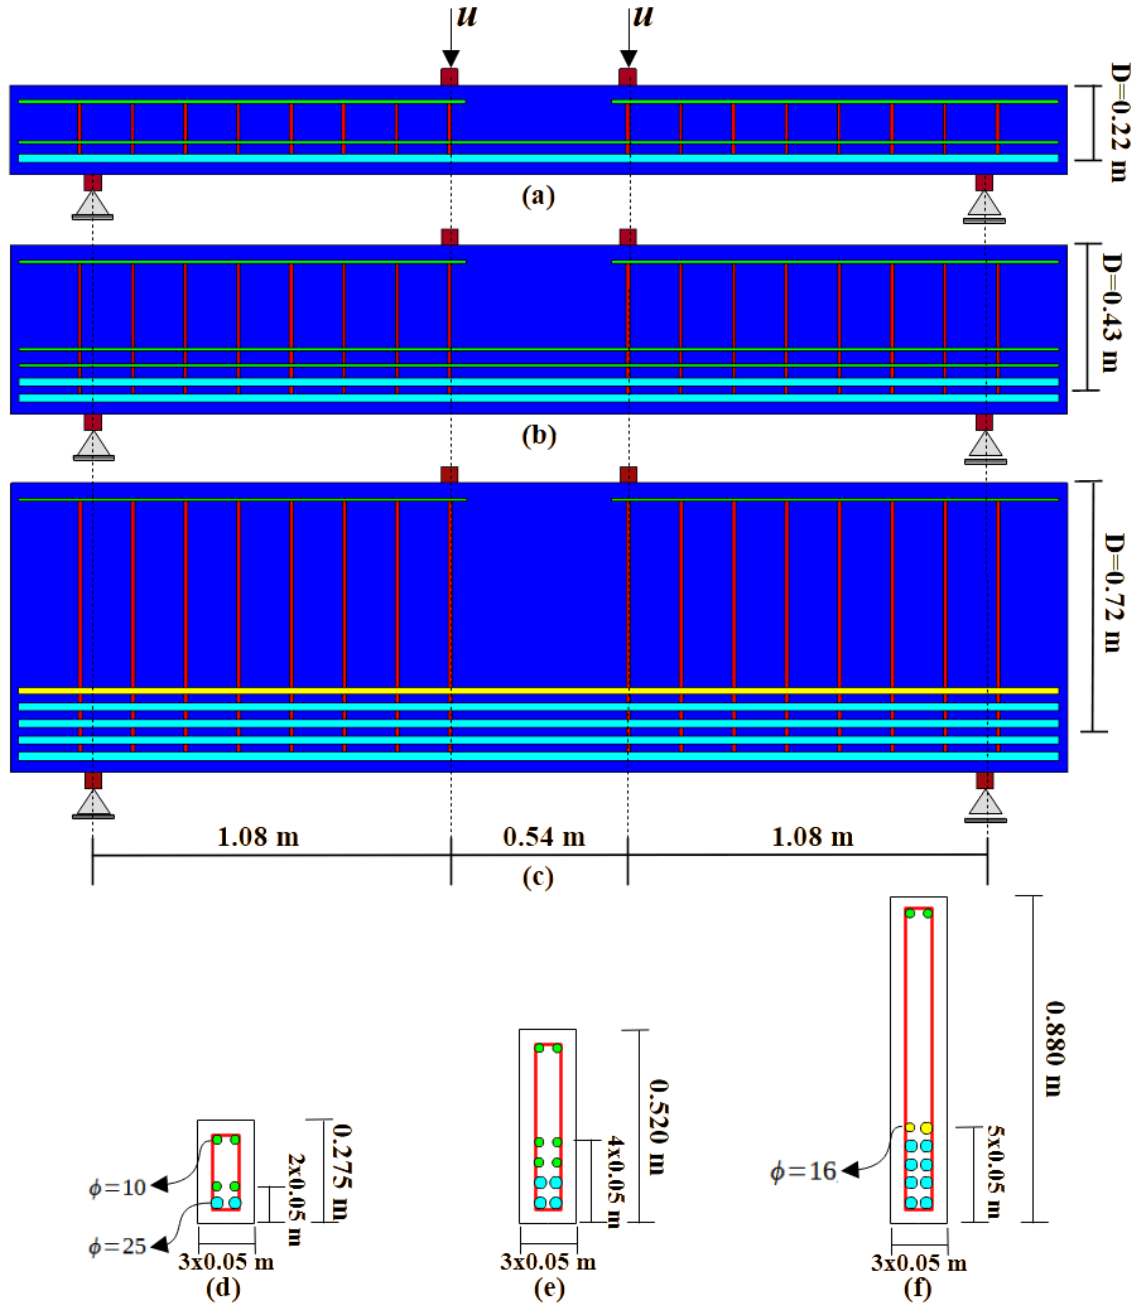 u u
D=0.22 m
(a)
D=0.43 m
(b)
D=0.72 m
1.08 m 0.54 m 1.08 m
(c)
ϕ=10
ϕ=25
2x0.05 m
0.275 m
3x0.05 m
(d)
4x0.05 m
0.520 m
3x0.05 m
(e)
ϕ=16
5x0.05 m
0.880 m
3x0.05 m
(f)